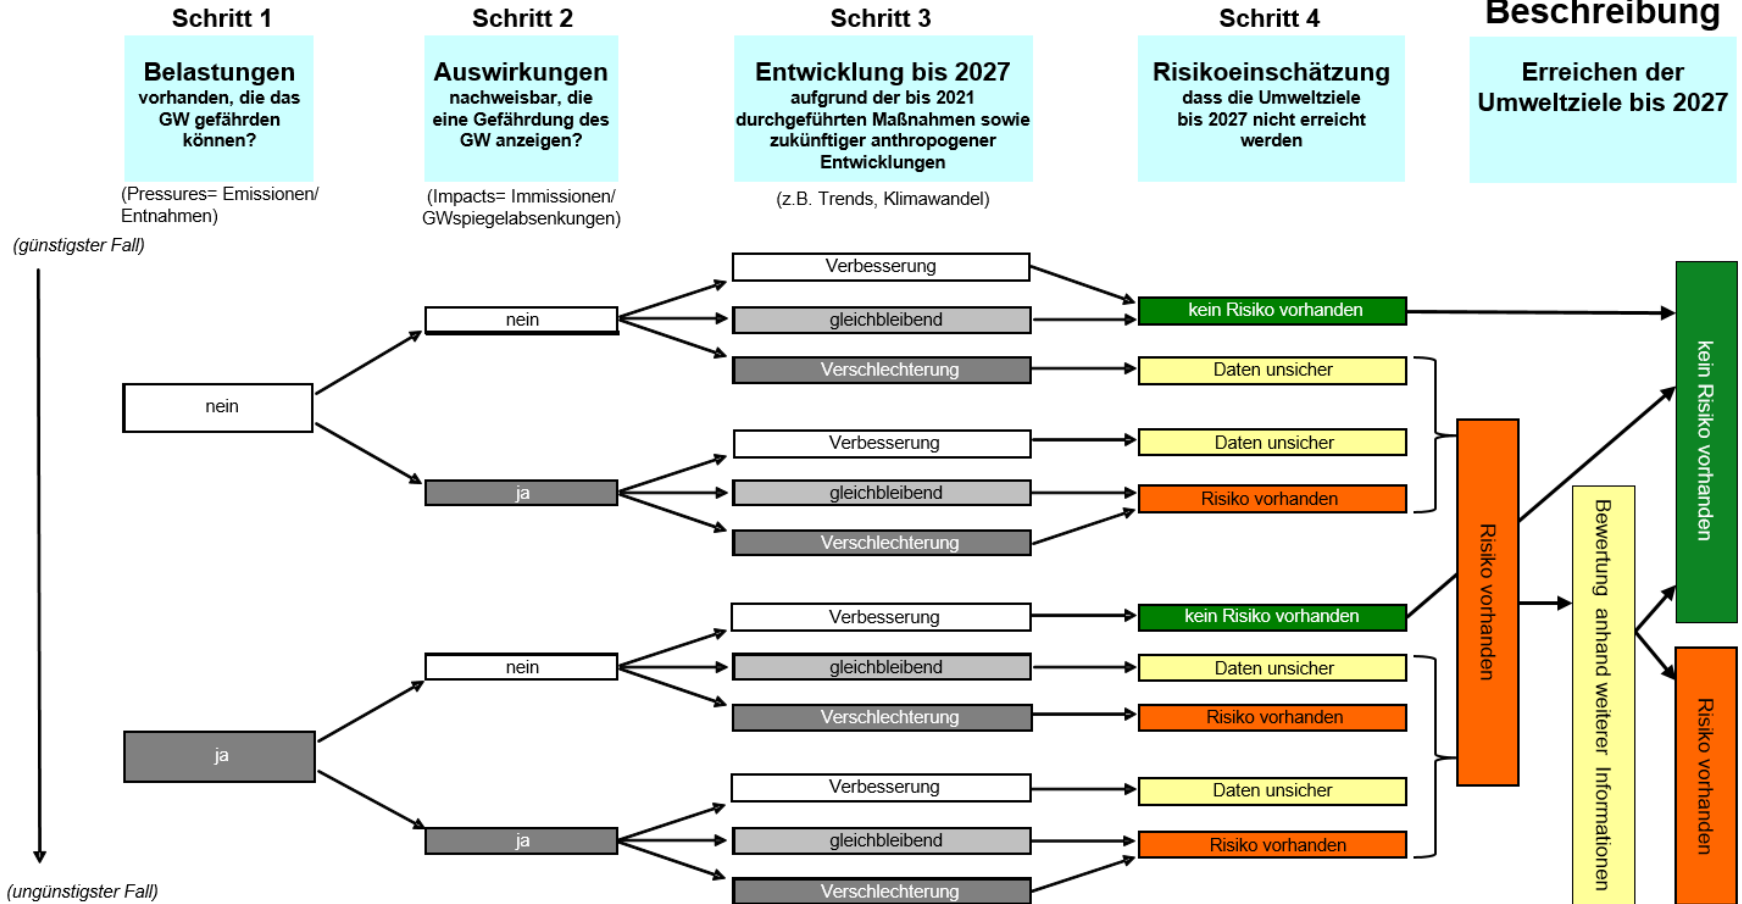 Schritt 1
Schritt 2
Schritt 3
Schritt 4
Beschreibung
Belastungen
vorhanden, die das
GW gefährden
können?
Auswirkungen
nachweisbar, die
eine Gefährdung des
GW anzeigen?
Entwicklung bis 2027
aufgrund der bis 2021
durchgeführten Maßnahmen sowie
zukünftiger anthropogener
Entwicklungen
Risikoeinschätzung
dass die Umweltziele
bis 2027 nicht erreicht
werden
Erreichen der
Umweltziele bis 2027
(Pressures= Emissionen/
Entnahmen)
(Impacts= Immissionen/
GWspiegelabsenkungen)
(z.B. Trends, Klimawandel)
(günstigster Fall)
nein
nein
Verbesserung
gleichbleibend
Verschlechterung
kein Risiko vorhanden
Daten unsicher
ja
Verbesserung
gleichbleibend
Verschlechterung
Daten unsicher
Risiko vorhanden
ja
nein
Verbesserung
gleichbleibend
Verschlechterung
kein Risiko vorhanden
Daten unsicher
Risiko vorhanden
ja
Verbesserung
gleichbleibend
Verschlechterung
Daten unsicher
Risiko vorhanden
Risiko vorhanden
Bewertung anhand weiterer Informationen
kein Risiko vorhanden
Risiko vorhanden
(ungünstigster Fall)